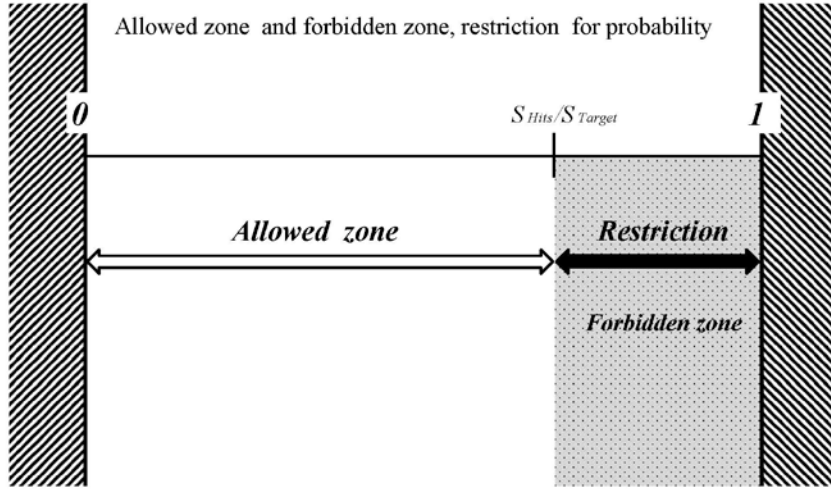 Allowed zone and forbidden zone, restriction for probability
0 S Hits/S Target 1
Allowed zone Restriction
Forbidden zone